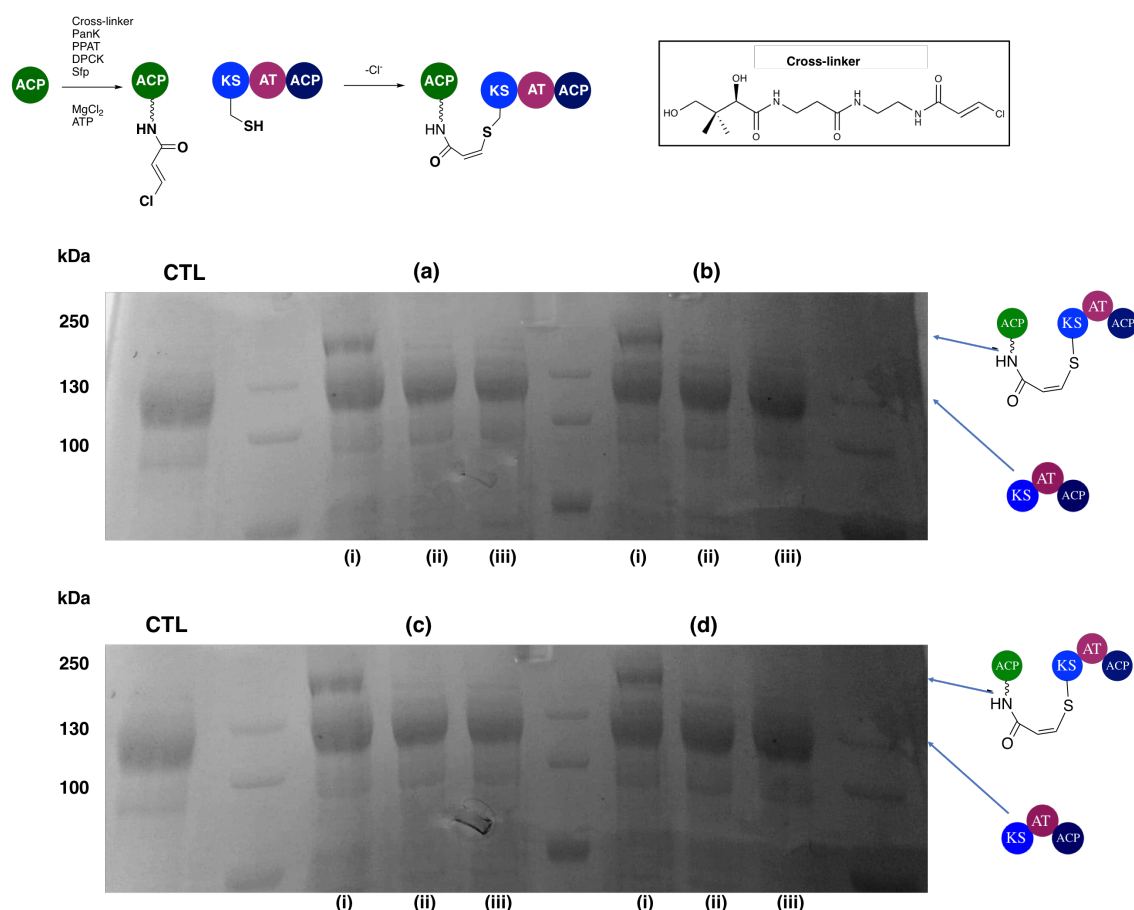 Cross-linker
PanK
PPAT
DPCK
Sfp
MgCl2
ATP
ACP
ACP
HN
O
Cl
KS AT ACP
SH
-Cl-
ACP
KS AT ACP
HN
S
O
Cross-linker
OH
HO
O
H
N
O
H
N
N
H
O
Cl
kDa
CTL
(a)
(b)
250
130
100
ACP
KS
AT
ACP
HN
S
O
KS
AT
ACP
(i) (ii) (iii) (i) (ii) (iii)
kDa
CTL
(c)
(d)
250
130
100
ACP
KS
AT
ACP
HN
S
O
KS
AT
ACP
(i) (ii) (iii) (i) (ii) (iii)